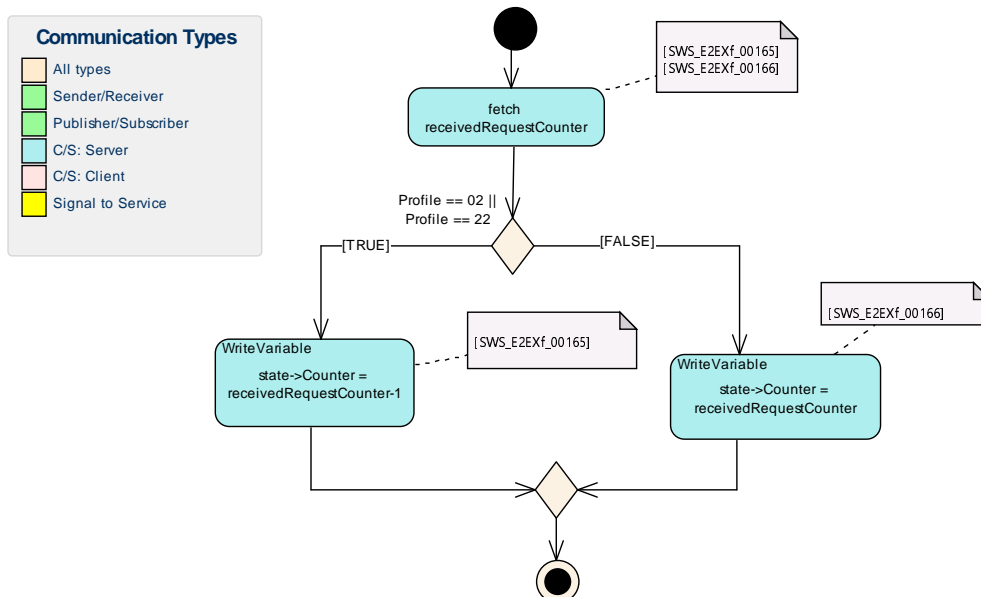 Communication Types
All types
Sender/Receiver
Publisher/Subscriber
C/S: Server
C/S: Client
Signal to Service
[SWS_E2EXf_00165]
[SWS_E2EXf_00166]
fetch
receivedRequestCounter
Profile == 02 ||
Profile == 22
[TRUE]
[FALSE]
[SWS_E2EXf_00166]
[SWS_E2EXf_00165]
WriteVariable
state->Counter =
receivedRequestCounter-1
WriteVariable
state->Counter =
receivedRequestCounter